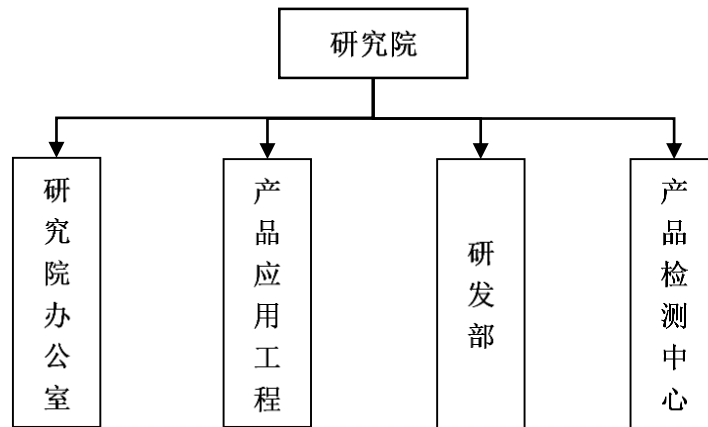 研究院
研究院办公室
产品应用工程
研发部
产品检测中心